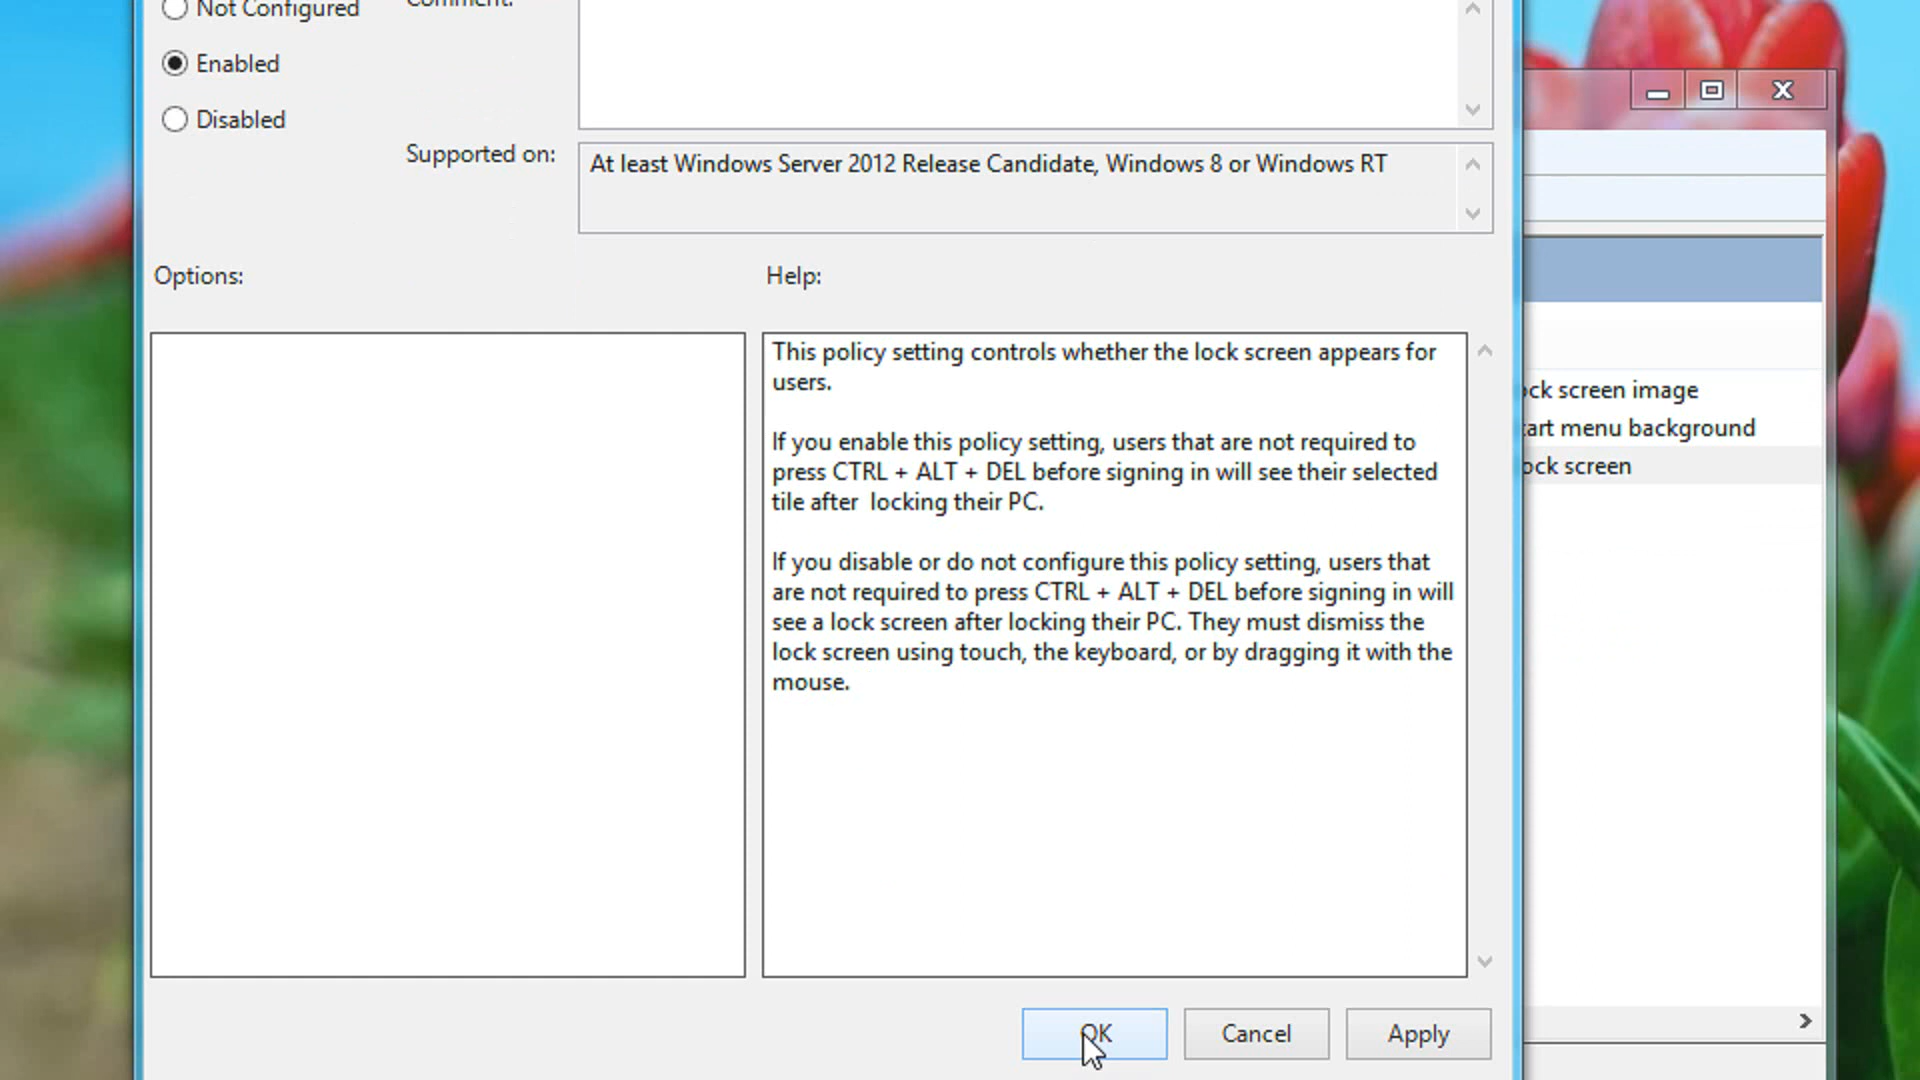 Not Configured
Comment:
Enabled
Disabled
Supported on:
At least Windows Server 2012 Release Candidate, Windows 8 or Windows RT
Options:
Help:
This policy setting controls whether the lock screen appears for
users.
If you enable this policy setting, users that are not required to
press CTRL + ALT + DEL before signing in will see their selected
tile after  locking their PC.
If you disable or do not configure this policy setting, users that
are not required to press CTRL + ALT + DEL before signing in will
see a lock screen after locking their PC. They must dismiss the
lock screen using touch, the keyboard, or by dragging it with the
mouse.
ock screen image
art menu background
ock screen
OK
Cancel
Apply